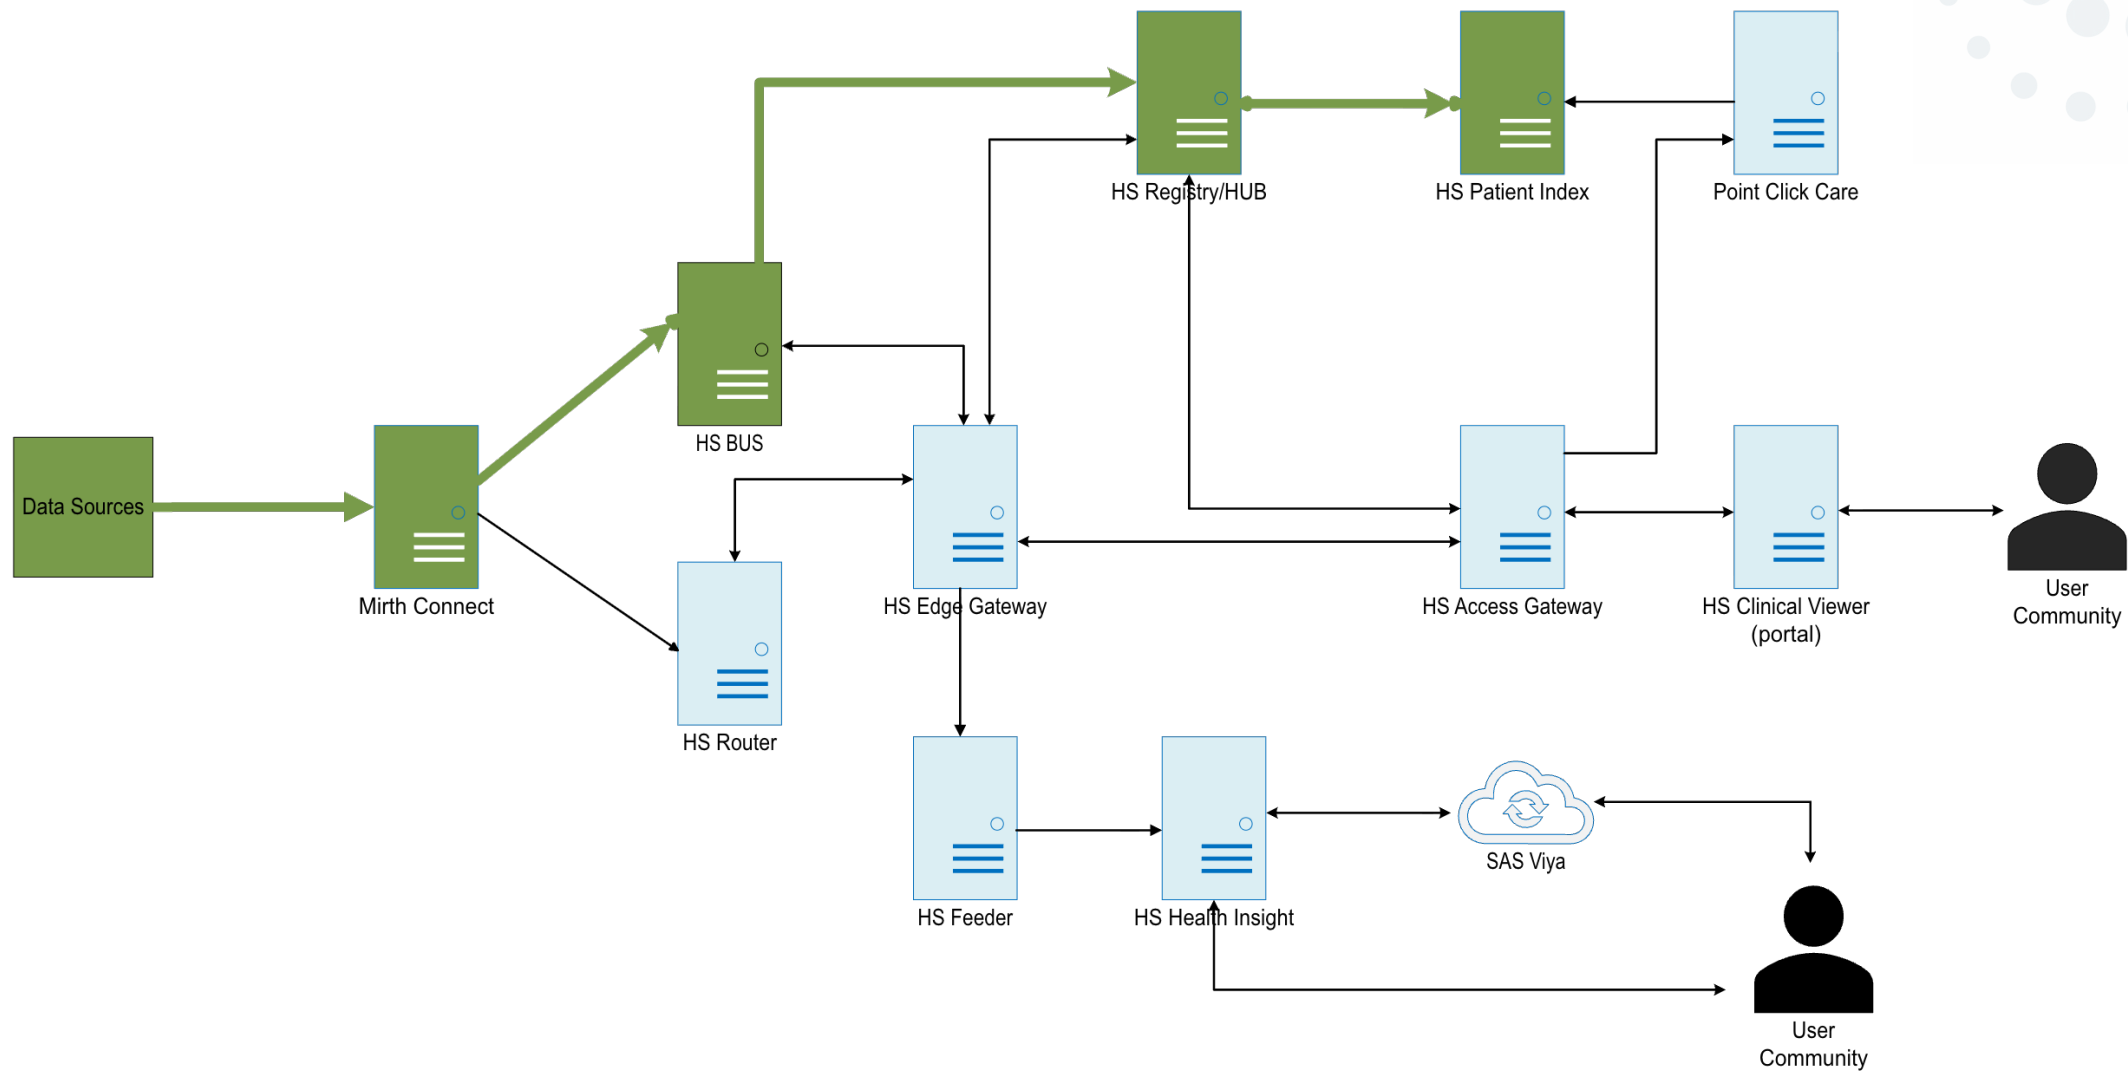 HS Registry/HUB
HS Patient Index
Point Click Care
HS BUS
Data Sources
Mirth Connect
HS Edge Gateway
HS Access Gateway
HS Clinical Viewer
(portal)
User
Community
HS Router
HS Feeder
HS Health Insight
SAS Viya
User
Community